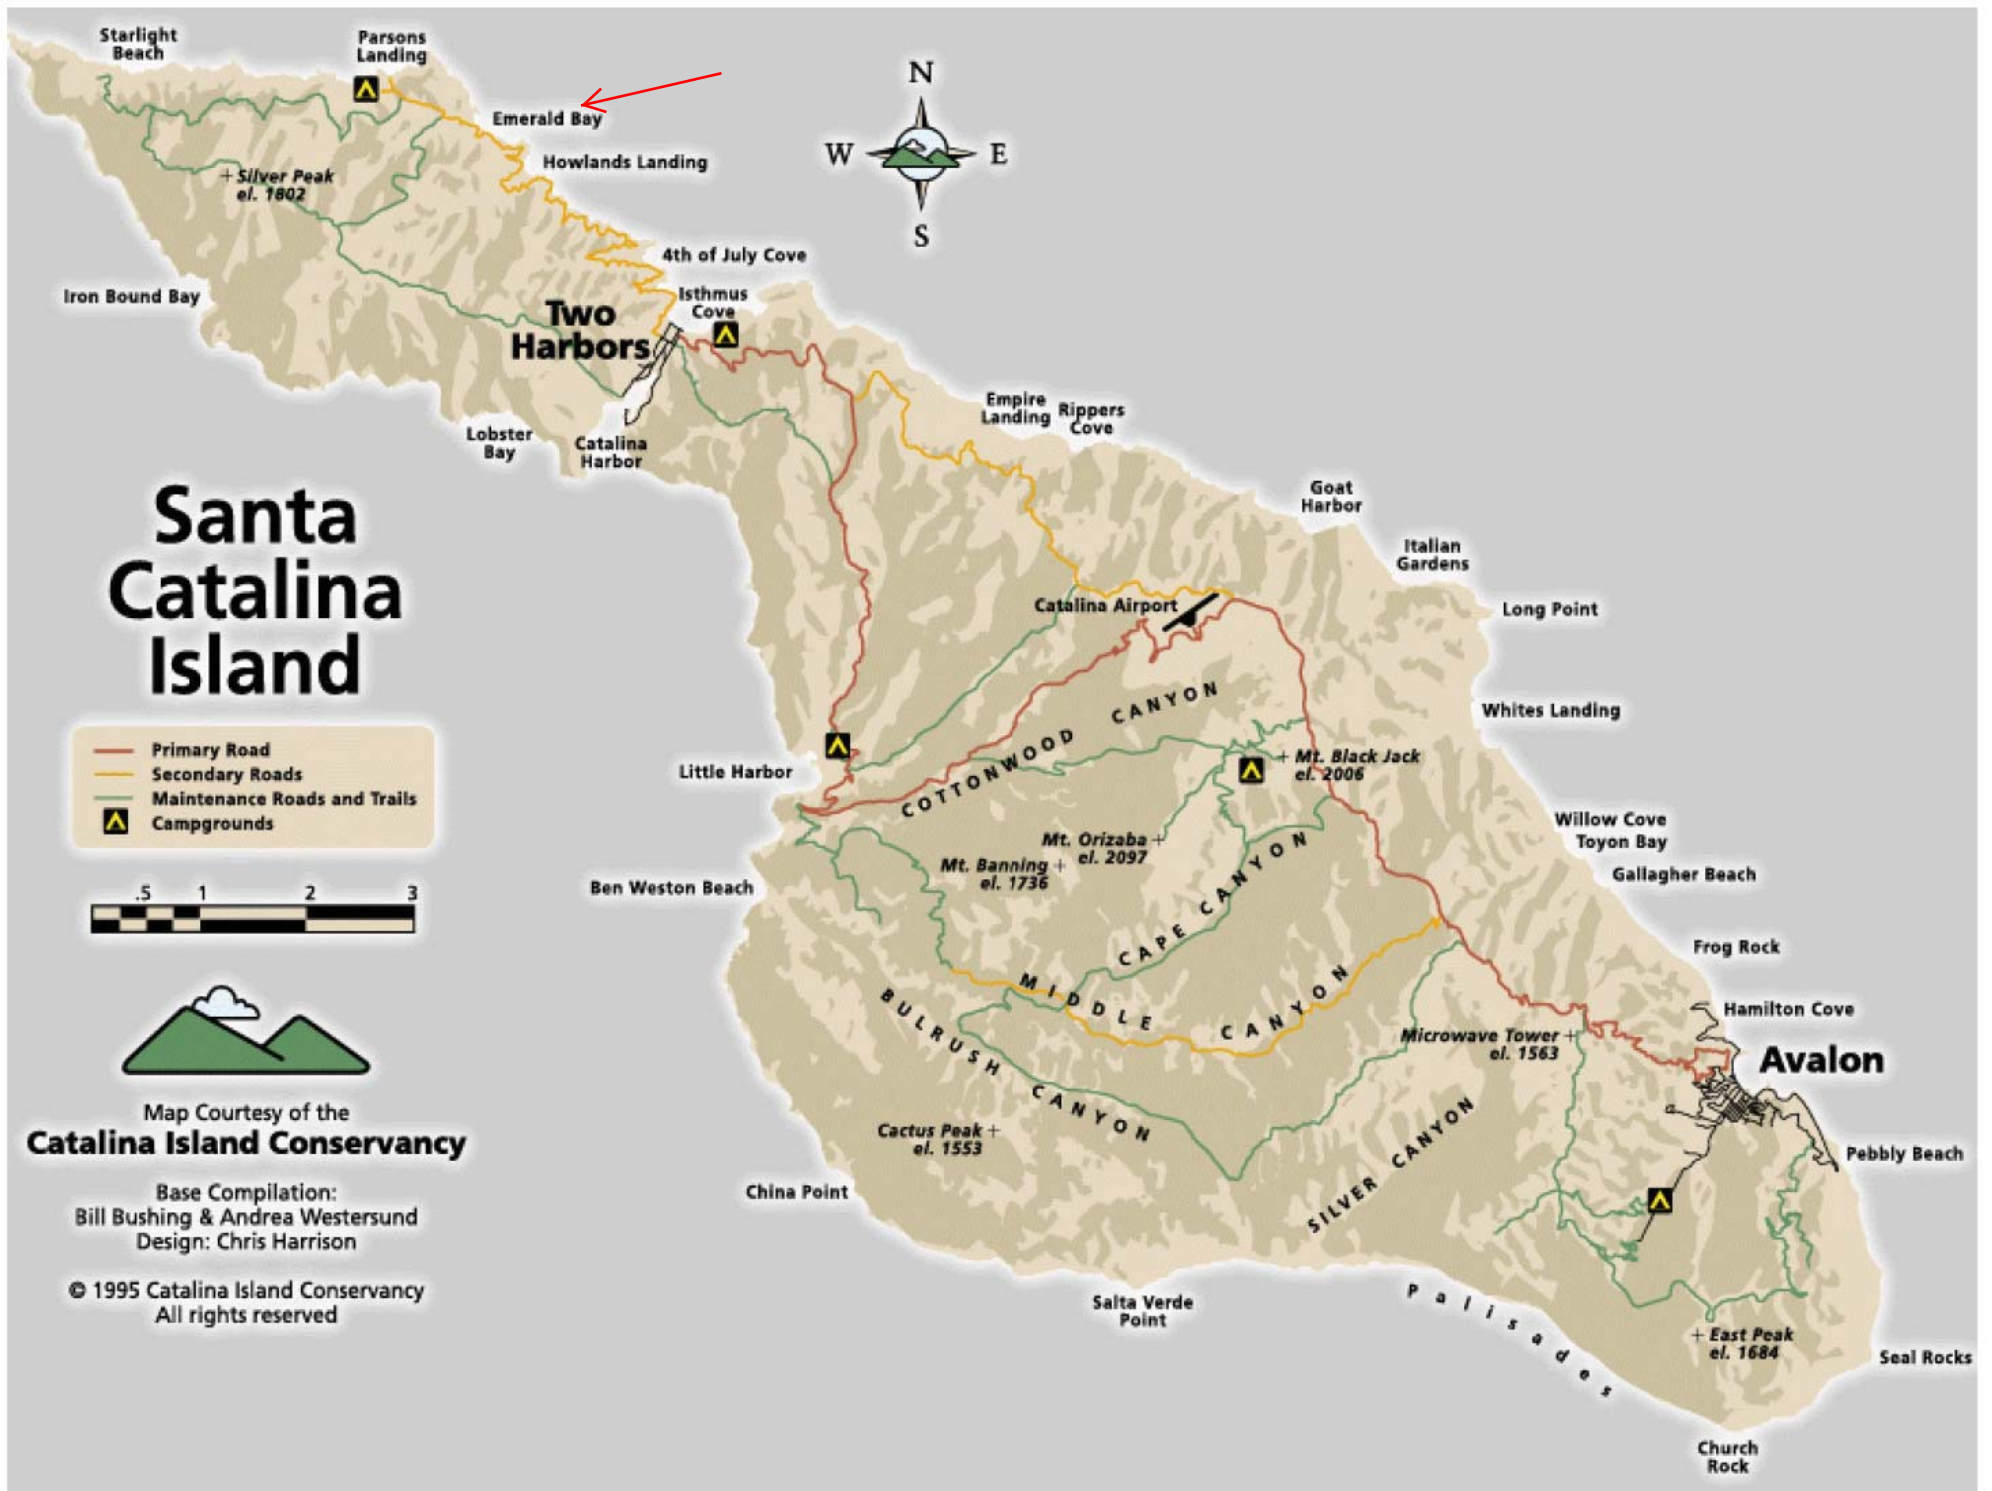 Starlight
Beach
Parsons
Landing
Emerald Bay
Howlands Landing
N
W
E
S
Silver Peak
el. 1802
4th of July Cove
Iron Bound Bay
Isthmus
Cove
Two
Harbors
Empire
Landing
Rippers
Cove
Lobster
Bay
Catalina
Harbor
Goat
Harbor
Italian
Gardens
Santa
Catalina
Island
Catalina Airport
Long Point
COTTONWOOD CANYON
Whites Landing
Primary Road
Secondary Roads
Maintenance Roads and Trails
Campgrounds
Little Harbor
Mt. Black Jack
el. 2006
Willow Cove
Toyon Bay
Mt. Orizaba
el. 2097
Mt. Banning
el. 1736
Gallagher Beach
Ben Weston Beach
.5 1 2 3
CAPE CANYON
Frog Rock
MIDDLE CANYON
BULRUSH CANYON
Hamilton Cove
Microwave Tower
el. 1563
Avalon
Map Courtesy of the
Catalina Island Conservancy
Cactus Peak
el. 1553
SILVER CANYON
Pebbly Beach
China Point
Base Compilation:
Bill Bushing & Andrea Westersund
Design: Chris Harrison
© 1995 Catalina Island Conservancy
All rights reserved
Salta Verde
Point
Palisades
East Peak
el. 1684
Seal Rocks
Church
Rock